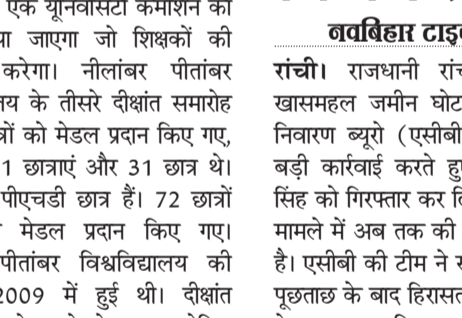 एक यूनिवर्सिटी कमीशन का
जाएगा जो शिक्षकों की
करेगा। नीलांबर पीतांबर
के तीसरे दीक्षांत समारोह
को मेडल प्रदान किए गए,
1 छात्राएं और 31 छात्र थे।
पीएचडी छात्र हैं। 72 छात्रों
मेडल प्रदान किए गए।
पीतांबर विश्वविद्यालय की
2009 में हुई थी। दीक्षांत
नवबिहार
रांची। राजधानी
खासमहल जमीन
निवारण ब्यूरो (एसीबी
बड़ी कार्रवाई करते
सिंह को गिरफ्तार कर
मामले में अब तक की
है। एसीबी की टीम ने
पूछताछ के बाद